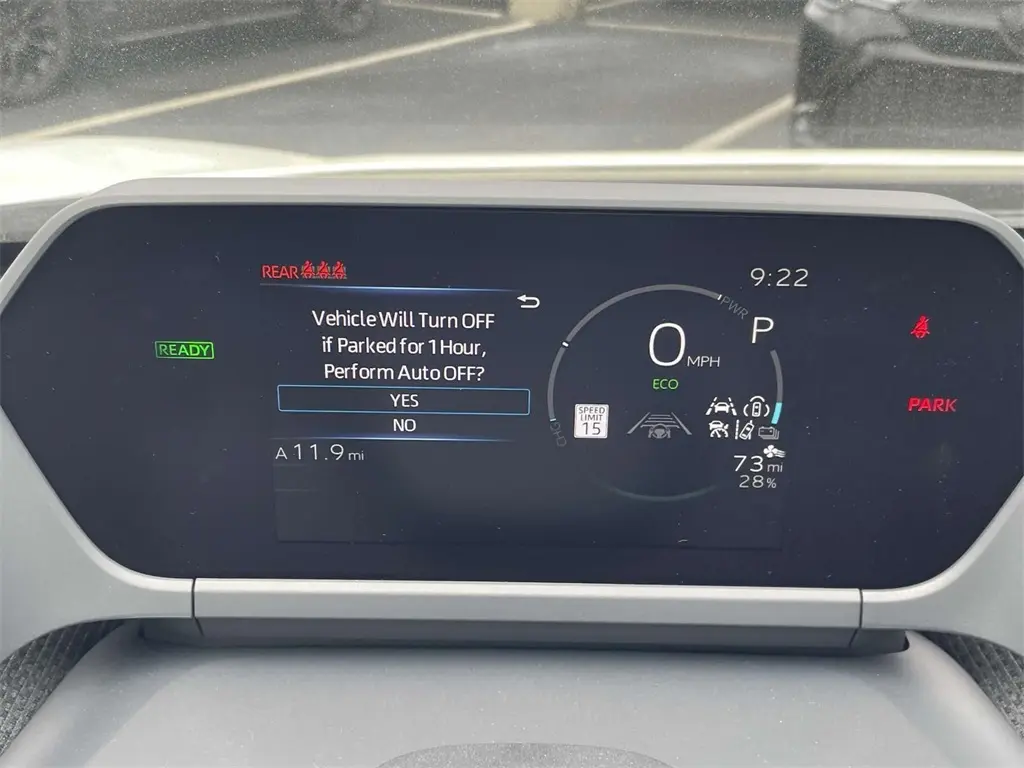 REAR
9:22
Vehicle Will Turn OFF
if Parked for 1 Hour,
Perform Auto OFF?
YES
NO
READY
PWR
P
0 MPH
ECO
SPEED
LIMIT
15
CHG
PARK
A 11.9 mi
73 mi
28%